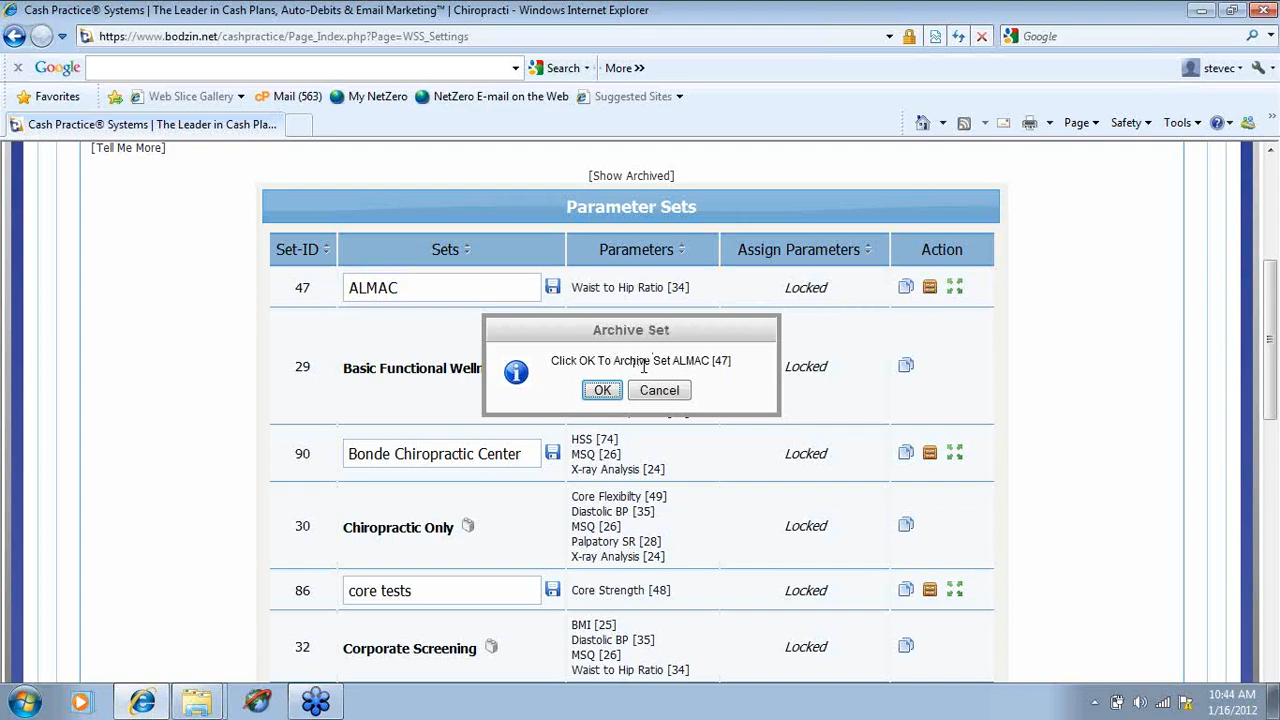 Cash Practice® Systems | The Leader in Cash Plans, Auto-Debits & Email Marketing™ | Chiropracti - Windows Internet Explorer
https://www.bodzin.net/cashpractice/Page_Index.php?Page=WSS_Settings
Google
Google Search More» stevec
Favorites Web Slice Gallery Mail (563) My NetZero NetZero E-mail on the Web Suggested Sites
Cash Practice® Systems | The Leader in Cash Pla... Page Safety Tools
[Tell Me More]
[Show Archived]
Parameter Sets
Set-ID Sets Parameters Assign Parameters Action
47 ALMAC Waist to Hip Ratio [34] Locked
Archive Set
Click OK To Archive Set ALMAC [47]
OK Cancel
29 Basic Functional Locked
90 Bonde Chiropractic Center Locked
HSS [74]
MSQ [26]
X-ray Analysis [24]
30 Chiropractic Only Locked
Core Flexibilty [49]
Diastolic BP [35]
MSQ [26]
Palpatory SR [28]
X-ray Analysis [24]
86 core tests Core Strength [48] Locked
32 Corporate Screening Locked
BMI [25]
Diastolic BP [35]
MSQ [26]
Waist to Hip Ratio [34]
10:44 AM
1/16/2012